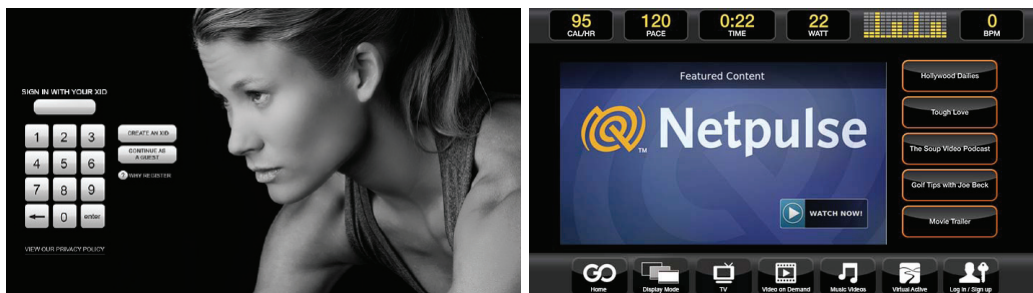 SIGN IN WITH YOUR XID
1 2 3
4 5 6
7 8 9
0 enter
CREATE AN XID
CONTINUE AS
A GUEST
? WHY REGISTER
VIEW OUR PRIVACY POLICY
95 120 0:22 22 0
CAL/HR PACE TIME WATT BPM
Featured Content
Netpulse
TM
WATCH NOW!
Hollywood Dailies
Tough Love
The Soup Video Podcast
Golf Tips with Joe Beck
Movie Trailer
GO
Home Display Mode TV Video on Demand Music Videos Virtual Active Log In / Sign up